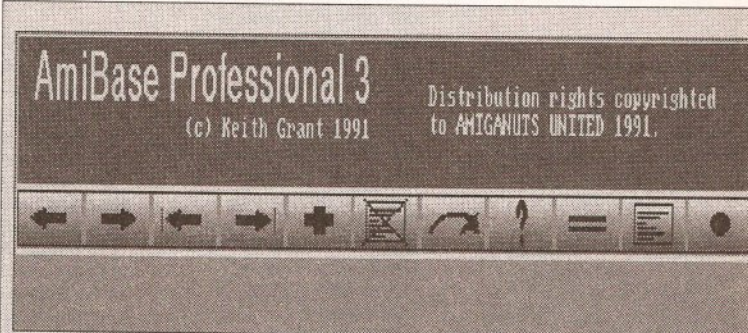 AmiBase Professional 3
(c) Keith Grant 1991
Distribution rights copyrighted
to AMIGANUTS UNITED 1991.